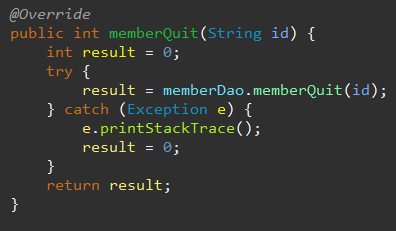 @Override
public int memberQuit(String id) {
    int result = 0;
    try {
        result = memberDao.memberQuit(id);
    } catch (Exception e) {
        e.printStackTrace();
        result = 0;
    }
    return result;
}